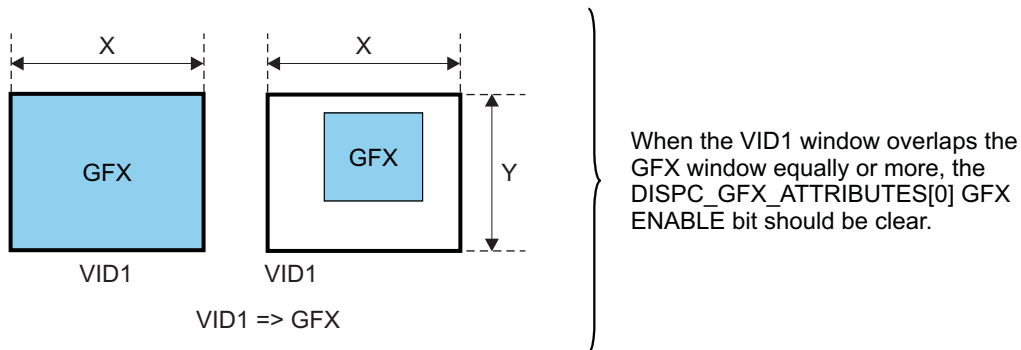 X
X
GFX
GFX
Y
VID1
VID1
VID1 => GFX
When the VID1 window overlaps the
GFX window equally or more, the
DISPC_GFX_ATTRIBUTES[0] GFX
ENABLE bit should be clear.